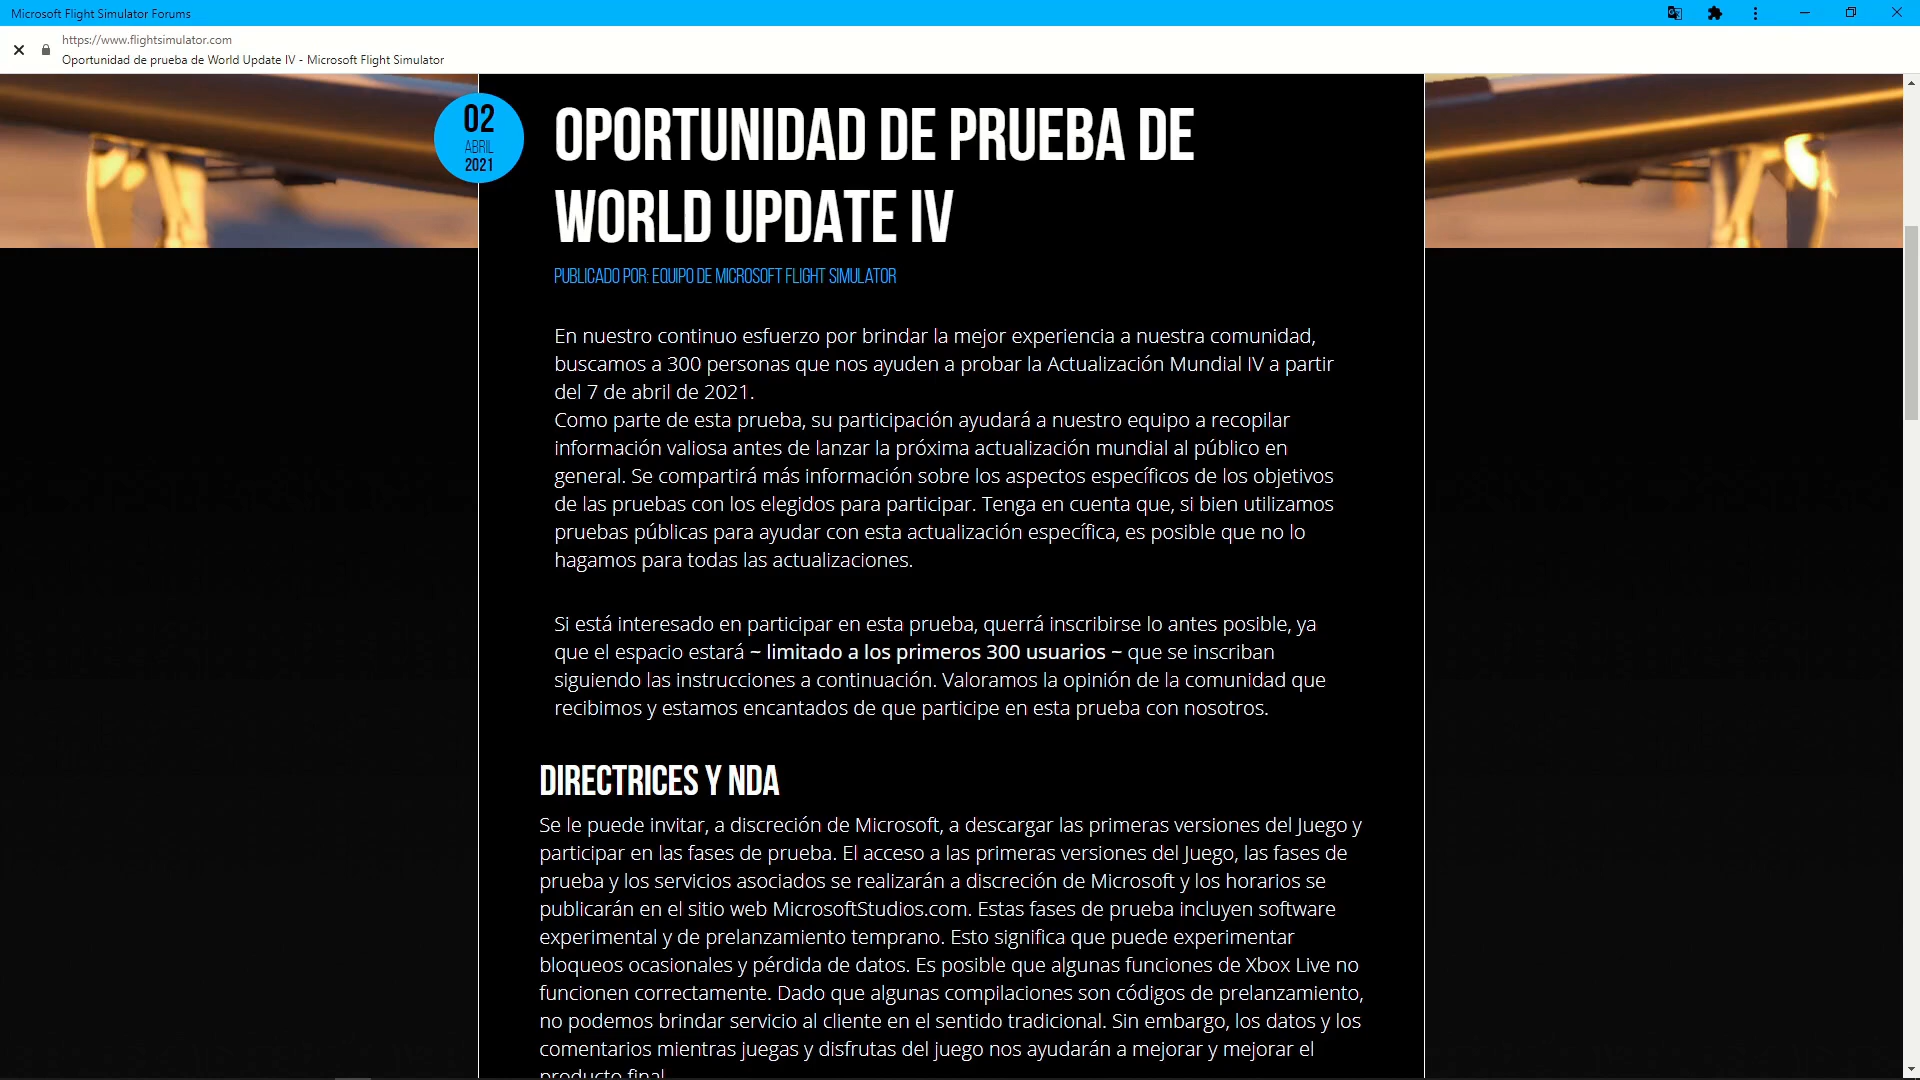 Microsoft Flight Simulator Forums
https://www.flightsimulator.com
Oportunidad de prueba de World Update IV - Microsoft Flight Simulator
02
ABRIL
2021
OPORTUNIDAD DE PRUEBA DE
WORLD UPDATE IV
PUBLICADO POR: EQUIPO DE MICROSOFT FLIGHT SIMULATOR
En nuestro continuo esfuerzo por brindar la mejor experiencia a nuestra comunidad,
buscamos a 300 personas que nos ayuden a probar la Actualización Mundial IV a partir
del 7 de abril de 2021.
Como parte de esta prueba, su participación ayudará a nuestro equipo a recopilar
información valiosa antes de lanzar la próxima actualización mundial al público en
general. Se compartirá más información sobre los aspectos específicos de los objetivos
de las pruebas con los elegidos para participar. Tenga en cuenta que, si bien utilizamos
pruebas públicas para ayudar con esta actualización específica, es posible que no lo
hagamos para todas las actualizaciones.
Si está interesado en participar en esta prueba, querrá inscribirse lo antes posible, ya
que el espacio estará ~ limitado a los primeros 300 usuarios ~ que se inscriban
siguiendo las instrucciones a continuación. Valoramos la opinión de la comunidad que
recibimos y estamos encantados de que participe en esta prueba con nosotros.
DIRECTRICES Y NDA
Se le puede invitar, a discreción de Microsoft, a descargar las primeras versiones del Juego y
participar en las fases de prueba. El acceso a las primeras versiones del Juego, las fases de
prueba y los servicios asociados se realizarán a discreción de Microsoft y los horarios se
publicarán en el sitio web MicrosoftStudios.com. Estas fases de prueba incluyen software
experimental y de prelanzamiento temprano. Esto significa que puede experimentar
bloqueos ocasionales y pérdida de datos. Es posible que algunas funciones de Xbox Live no
funcionen correctamente. Dado que algunas compilaciones son códigos de prelanzamiento,
no podemos brindar servicio al cliente en el sentido tradicional. Sin embargo, los datos y los
comentarios mientras juegas y disfrutas del juego nos ayudarán a mejorar y mejorar el
producto final.